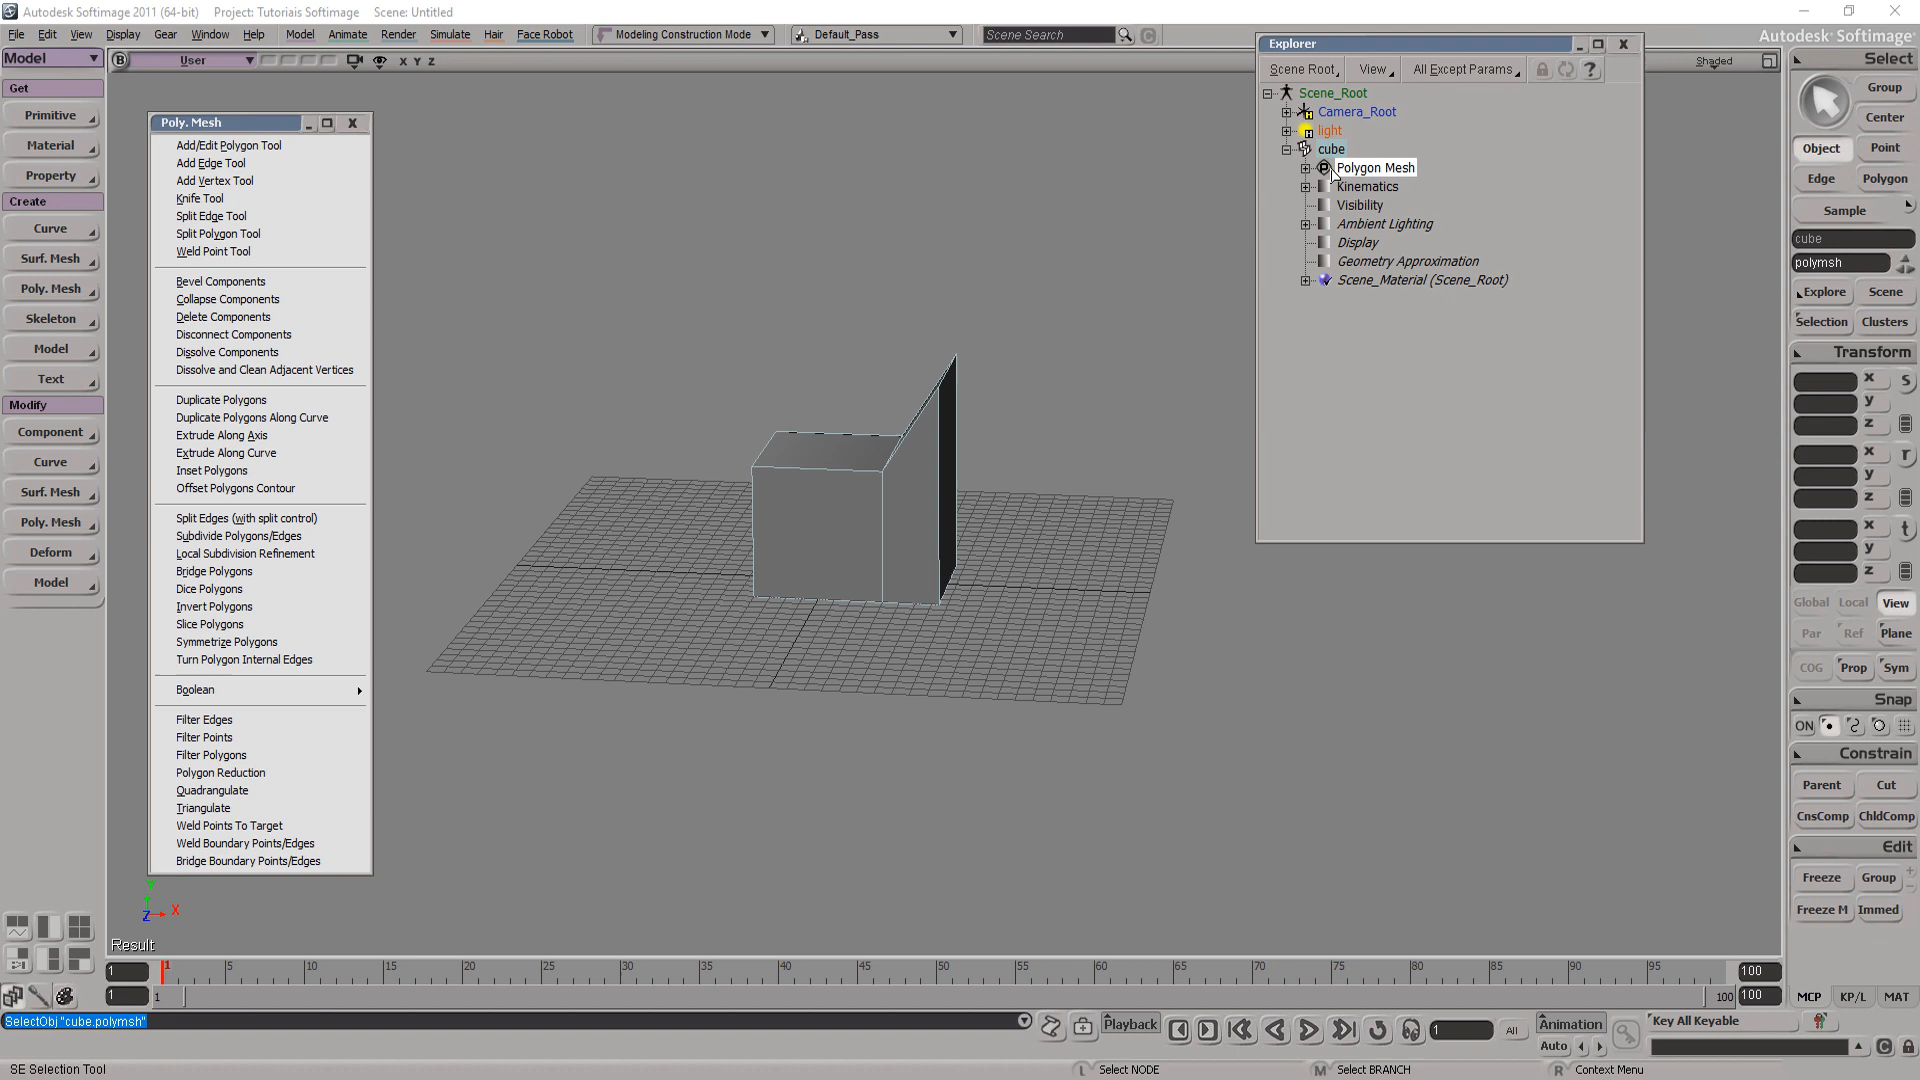 Autodesk Softimage 2011 (64-bit) Project: Tutoriais Softimage Scene: Untitled
File Edit View Display Gear Window Help Model Animate Render Simulate Hair Face Robot Modeling Construction Mode Default_Pass Scene Search Autodesk® Softimage®
Model
B User X Y Z Shaded
Get
Primitive
Material
Property
Create
Curve
Surf. Mesh
Poly. Mesh
Skeleton
Model
Text
Modify
Component
Curve
Surf. Mesh
Poly. Mesh
Deform
Model
Poly. Mesh
Add/Edit Polygon Tool
Add Edge Tool
Add Vertex Tool
Knife Tool
Split Edge Tool
Split Polygon Tool
Weld Point Tool
Bevel Components
Collapse Components
Delete Components
Disconnect Components
Dissolve Components
Dissolve and Clean Adjacent Vertices
Duplicate Polygons
Duplicate Polygons Along Curve
Extrude Along Axis
Extrude Along Curve
Inset Polygons
Offset Polygons Contour
Split Edges (with split control)
Subdivide Polygons/Edges
Local Subdivision Refinement
Bridge Polygons
Dice Polygons
Invert Polygons
Slice Polygons
Symmetrize Polygons
Turn Polygon Internal Edges
Boolean
Filter Edges
Filter Points
Filter Polygons
Polygon Reduction
Quadrangulate
Triangulate
Weld Points To Target
Weld Boundary Points/Edges
Bridge Boundary Points/Edges
Y
Z X
Result
Explorer
Scene Root View All Except Params ?
Scene_Root
Camera_Root
light
cube
Polygon Mesh
Kinematics
Visibility
Ambient Lighting
Display
Geometry Approximation
Scene_Material (Scene_Root)
Select
Group
Center
Object Point
Edge Polygon
Sample
cube
polymsh
Explore Scene
Selection Clusters
Transform
x s
y
z
x r
y
z
x t
y
z
Global Local View
Par Ref Plane
COG Prop Sym
Snap
ON
Constrain
Parent Cut
CnsComp ChldComp
Edit
Freeze Group
Freeze M Immed
1 1 5 10 15 20 25 30 35 40 45 50 55 60 65 70 75 80 85 90 95 100
1 1 100 100 MCP KP/L MAT
SelectObj "cube.polymsh" Playback 1 All Animation Key All Keyable
Auto
SE Selection Tool L Select NODE M Select BRANCH R Context Menu